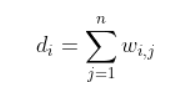 d_i = \sum_{j=1}^{n} w_{i,j}